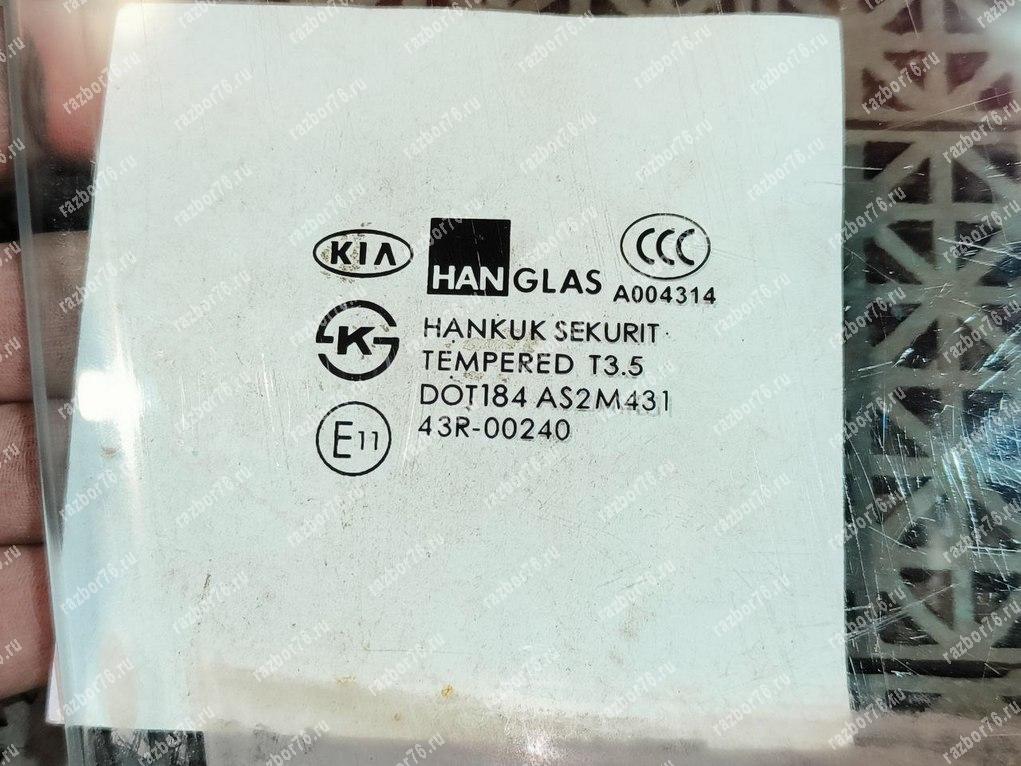 KIA
HANGLAS
CCC
A004314
K
HANKUK SEKURIT
TEMPERED T3.5
DOT184 AS2M431
E11
43R-00240
razbor76.ru